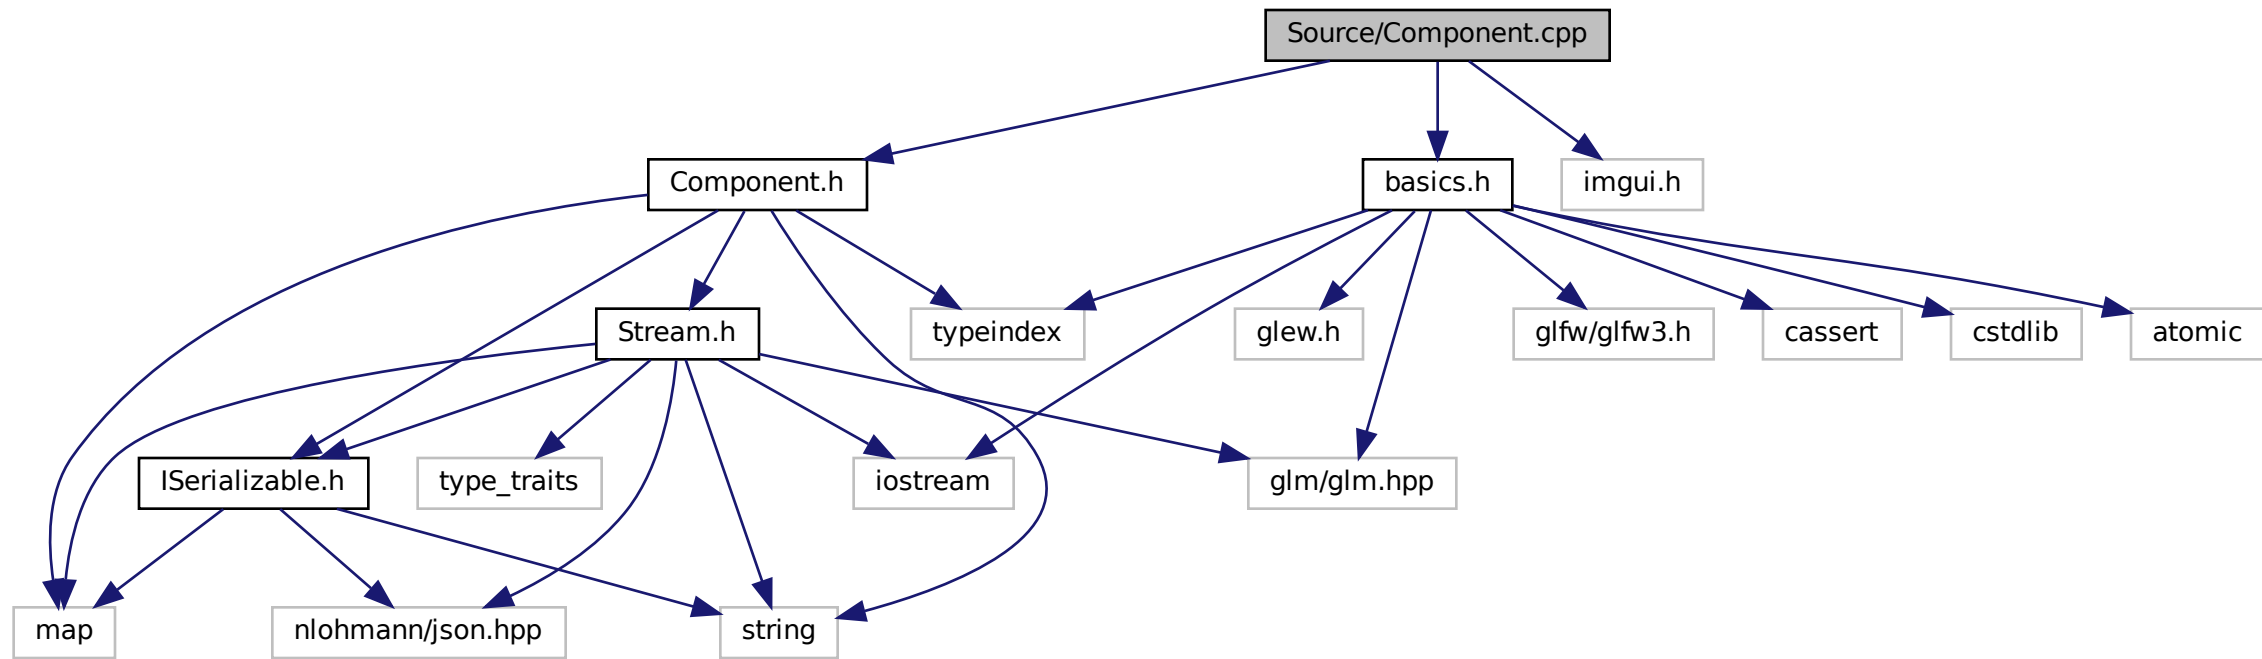 Source/Component.cpp
Component.h
basics.h
imgui.h
Stream.h
typeindex
glew.h
glfw/glfw3.h
cassert
cstdlib
atomic
ISerializable.h
type_traits
iostream
glm/glm.hpp
map
nlohmann/json.hpp
string